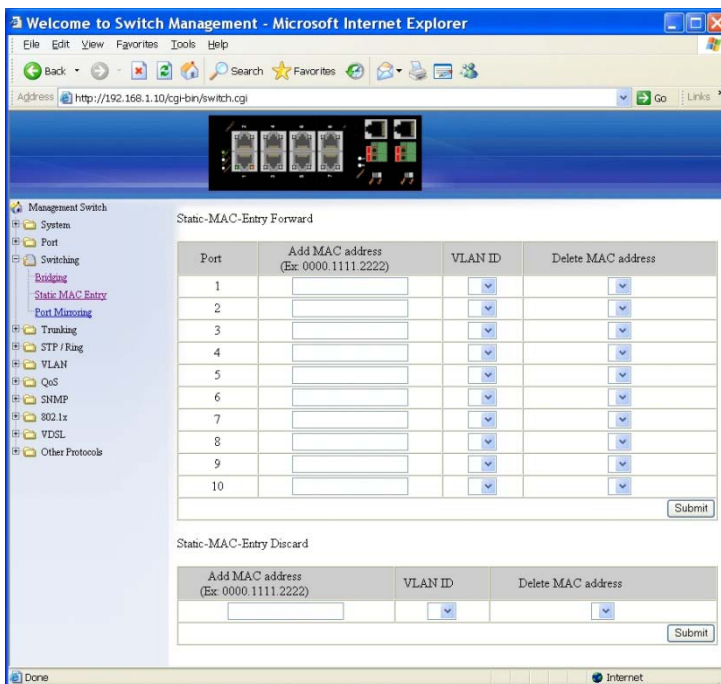 Welcome to Switch Management - Microsoft Internet Explorer
File Edit View Favorites Tools Help
Back Search Favorites
Address http://192.168.1.10/cgi-bin/switch.cgi Go Links
Management Switch
System
Port
Switching
Bridging
Static MAC Entry
Port Mirroring
Trunking
STP / Ring
VLAN
QoS
SNMP
802.1x
VDSL
Other Protocols
Static-MAC-Entry Forward
Port Add MAC address (Ex: 0000.1111.2222) VLAN ID Delete MAC address
1
2
3
4
5
6
7
8
9
10
Submit
Static-MAC-Entry Discard
Add MAC address (Ex: 0000.1111.2222) VLAN ID Delete MAC address
Submit
Done Internet